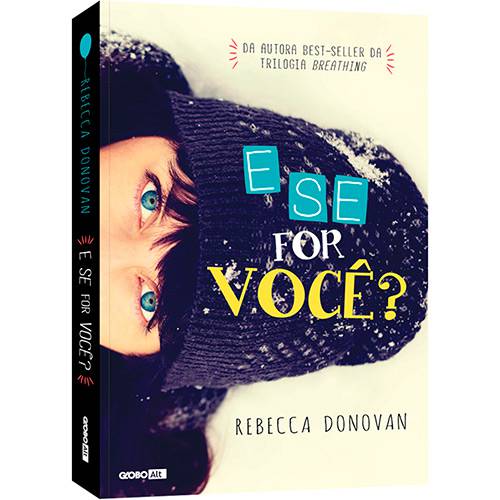 DA AUTORA BEST-SELLER DA
TRILOGIA BREATHING
E SE
FOR
VOCÊ?
REBECCA DONOVAN
REBECCA DONOVAN
E SE FOR VOCÊ?
GLOBO Alt